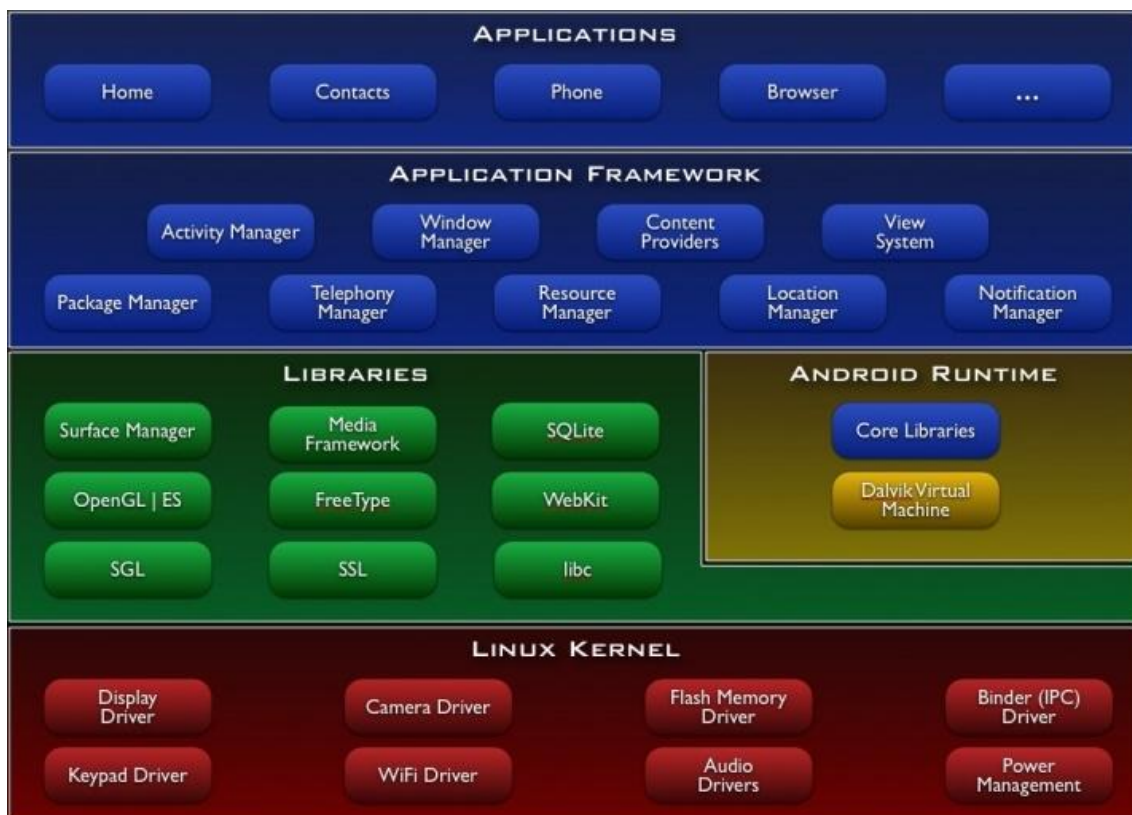 APPLICATIONS
Home
Contacts
Phone
Browser
...
APPLICATION FRAMEWORK
Activity Manager
Window
Manager
Content
Providers
View
System
Package Manager
Telephony
Manager
Resource
Manager
Location
Manager
Notification
Manager
LIBRARIES
Surface Manager
Media
Framework
SQLite
OpenGL | ES
FreeType
WebKit
SGL
SSL
libc
ANDROID RUNTIME
Core Libraries
Dalvik Virtual
Machine
LINUX KERNEL
Display
Driver
Camera Driver
Flash Memory
Driver
Binder (IPC)
Driver
Keypad Driver
WiFi Driver
Audio
Drivers
Power
Management